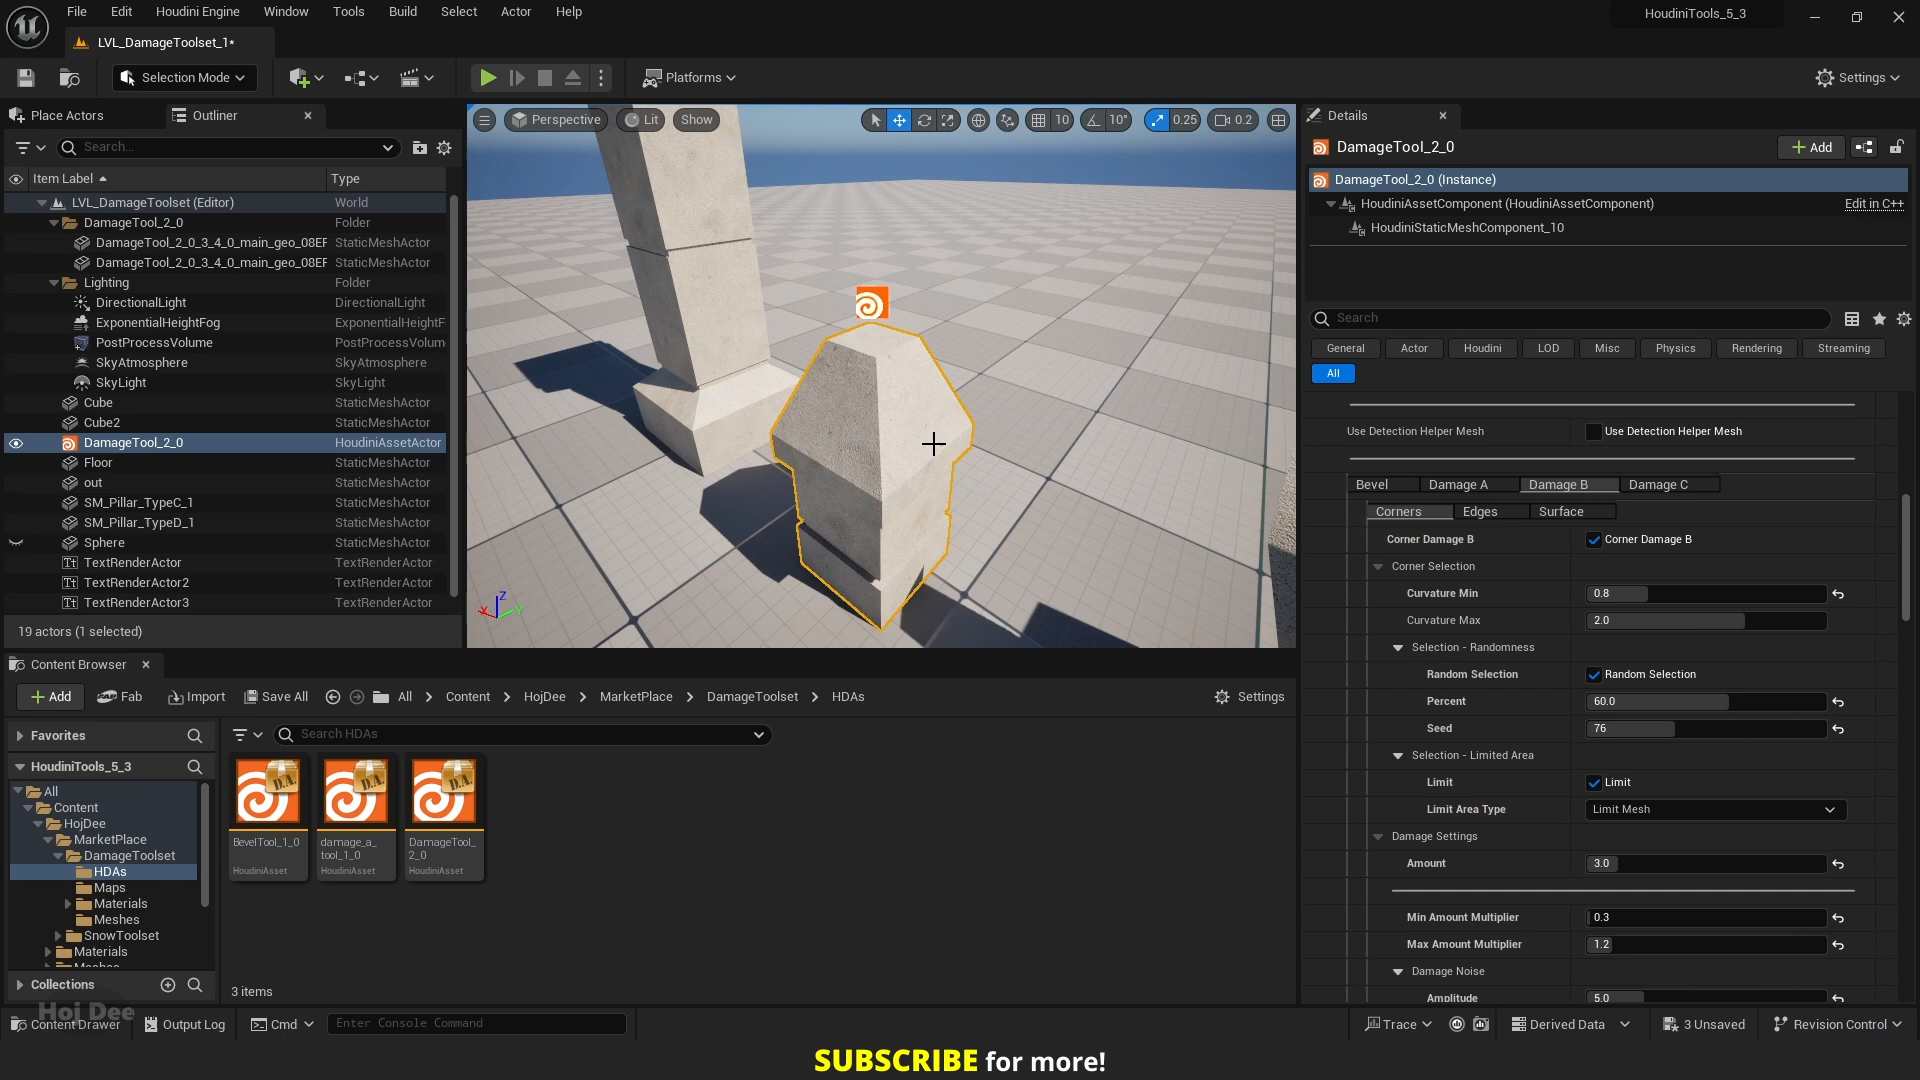 File Edit Houdini Engine Window Tools Build Select Actor Help
HoudiniTools_5_3
LVL_DamageToolset_1*
Selection Mode
Platforms
Settings
Place Actors
Outliner
Search...
Item Label Type
LVL_DamageToolset (Editor) World
DamageTool_2_0 Folder
DamageTool_2_0_3_4_0_main_geo_08EF StaticMeshActor
DamageTool_2_0_3_4_0_main_geo_08EF StaticMeshActor
Lighting Folder
DirectionalLight DirectionalLight
ExponentialHeightFog ExponentialHeightF
PostProcessVolume PostProcessVolum
SkyAtmosphere SkyAtmosphere
SkyLight SkyLight
Cube StaticMeshActor
Cube2 StaticMeshActor
DamageTool_2_0 HoudiniAssetActor
Floor StaticMeshActor
out StaticMeshActor
SM_Pillar_TypeC_1 StaticMeshActor
SM_Pillar_TypeD_1 StaticMeshActor
Sphere StaticMeshActor
TextRenderActor TextRenderActor
TextRenderActor2 TextRenderActor
TextRenderActor3 TextRenderActor
19 actors (1 selected)
Perspective Lit Show
10 10° 0.25 0.2
X Y Z
Details
DamageTool_2_0
Add
DamageTool_2_0 (Instance)
HoudiniAssetComponent (HoudiniAssetComponent) Edit in C++
HoudiniStaticMeshComponent_10
Search
General Actor Houdini LOD Misc Physics Rendering Streaming
All
Use Detection Helper Mesh Use Detection Helper Mesh
Bevel Damage A Damage B Damage C
Corners Edges Surface
Corner Damage B Corner Damage B
Corner Selection
Curvature Min 0.8
Curvature Max 2.0
Selection - Randomness
Random Selection Random Selection
Percent 60.0
Seed 76
Selection - Limited Area
Limit Limit
Limit Area Type Limit Mesh
Damage Settings
Amount 3.0
Min Amount Multiplier 0.3
Max Amount Multiplier 1.2
Damage Noise
Amplitude 5.0
Content Browser
Add Fab Import Save All All Content HojDee MarketPlace DamageToolset HDAs Settings
Favorites
Search HDAs
HoudiniTools_5_3
All
Content
HojDee
MarketPlace
DamageToolset
HDAs
Maps
Materials
Meshes
SnowToolset
Materials
Collections
D.A.
D.A.
D.A.
BevelTool_1_0
HoudiniAsset
damage_a_
tool_1_0
HoudiniAsset
DamageTool_
2_0
HoudiniAsset
3 items
Hoj Dee
Content Drawer Output Log Cmd Enter Console Command Trace Derived Data 3 Unsaved Revision Control
SUBSCRIBE for more!